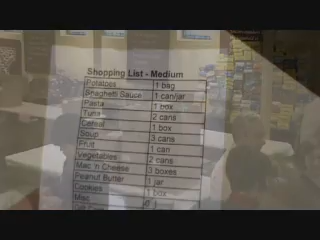 Shopping List - Medium
Potatoes 1 bag
Spaghetti Sauce 1 can/jar
Pasta 1 box
Tuna 2 cans
Cereal 1 box
Soup 3 cans
Fruit 1 can
Vegetables 2 cans
Mac 'n Cheese 3 boxes
Peanut Butter 1 jar
Cookies 1 box
Misc.